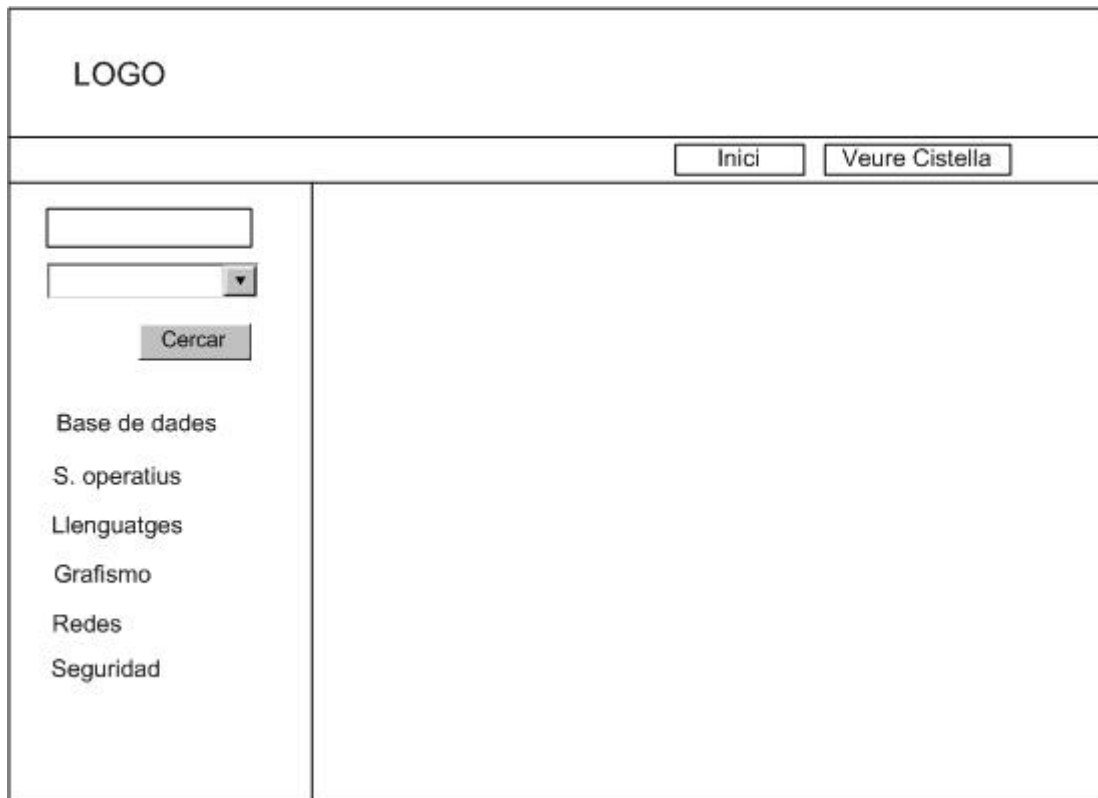 LOGO
Inici
Veure Cistella
Cercar
Base de dades
S. operatius
Llenguatges
Grafismo
Redes
Seguridad